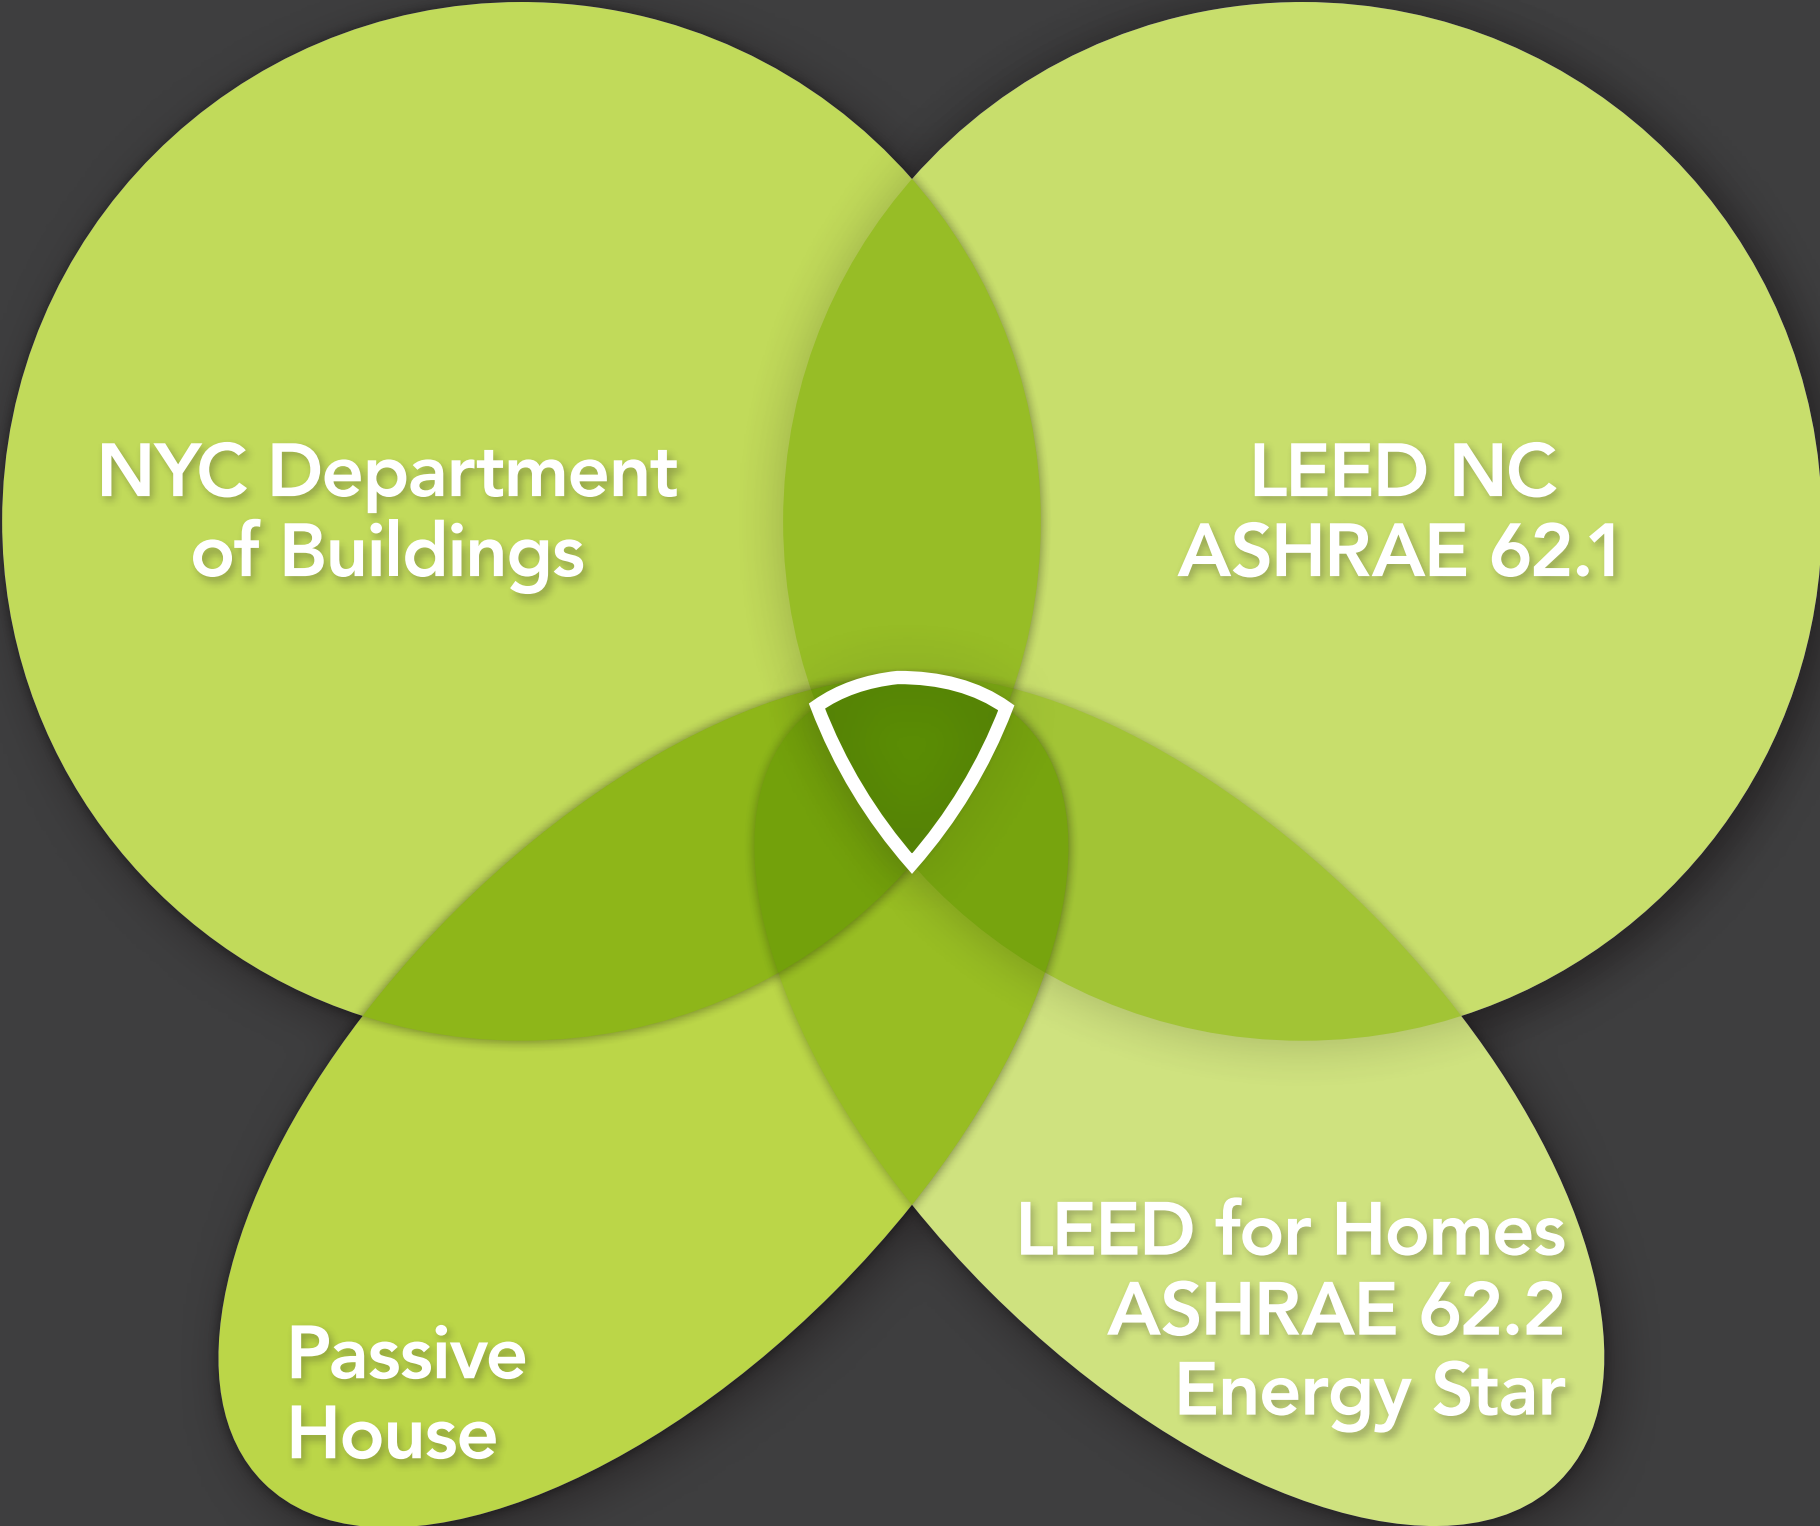 NYC Department
of Buildings
LEED NC
ASHRAE 62.1
Passive
House
LEED for Homes
ASHRAE 62.2
Energy Star